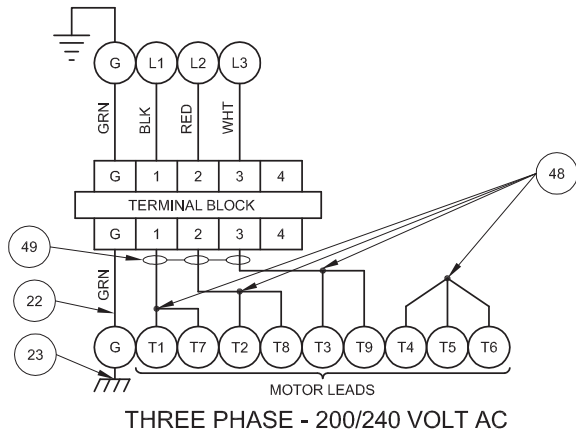 G L1 L2 L3
GRN BLK RED WHT
G 1 2 3 4
TERMINAL BLOCK
G 1 2 3 4
48
49
GRN
22
23
G T1 T7 T2 T8 T3 T9 T4 T5 T6
MOTOR LEADS
THREE PHASE - 200/240 VOLT AC